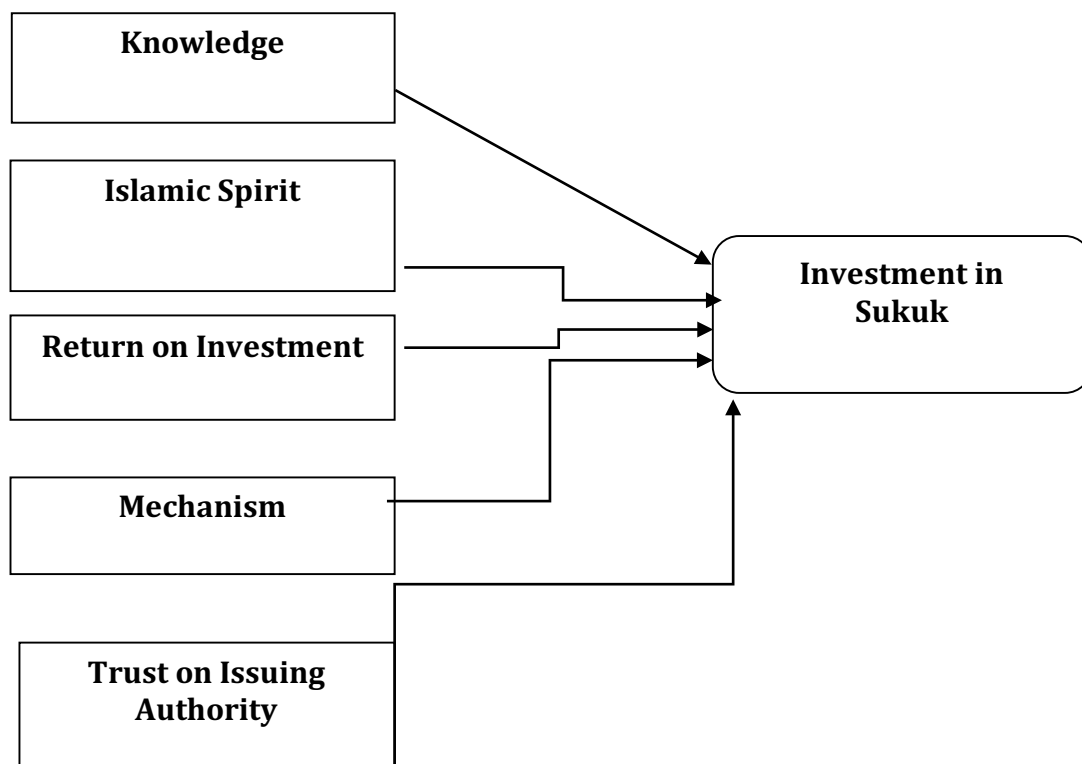 Knowledge
Islamic Spirit
Return on Investment
Mechanism
Trust on Issuing
Authority
Investment in
Sukuk